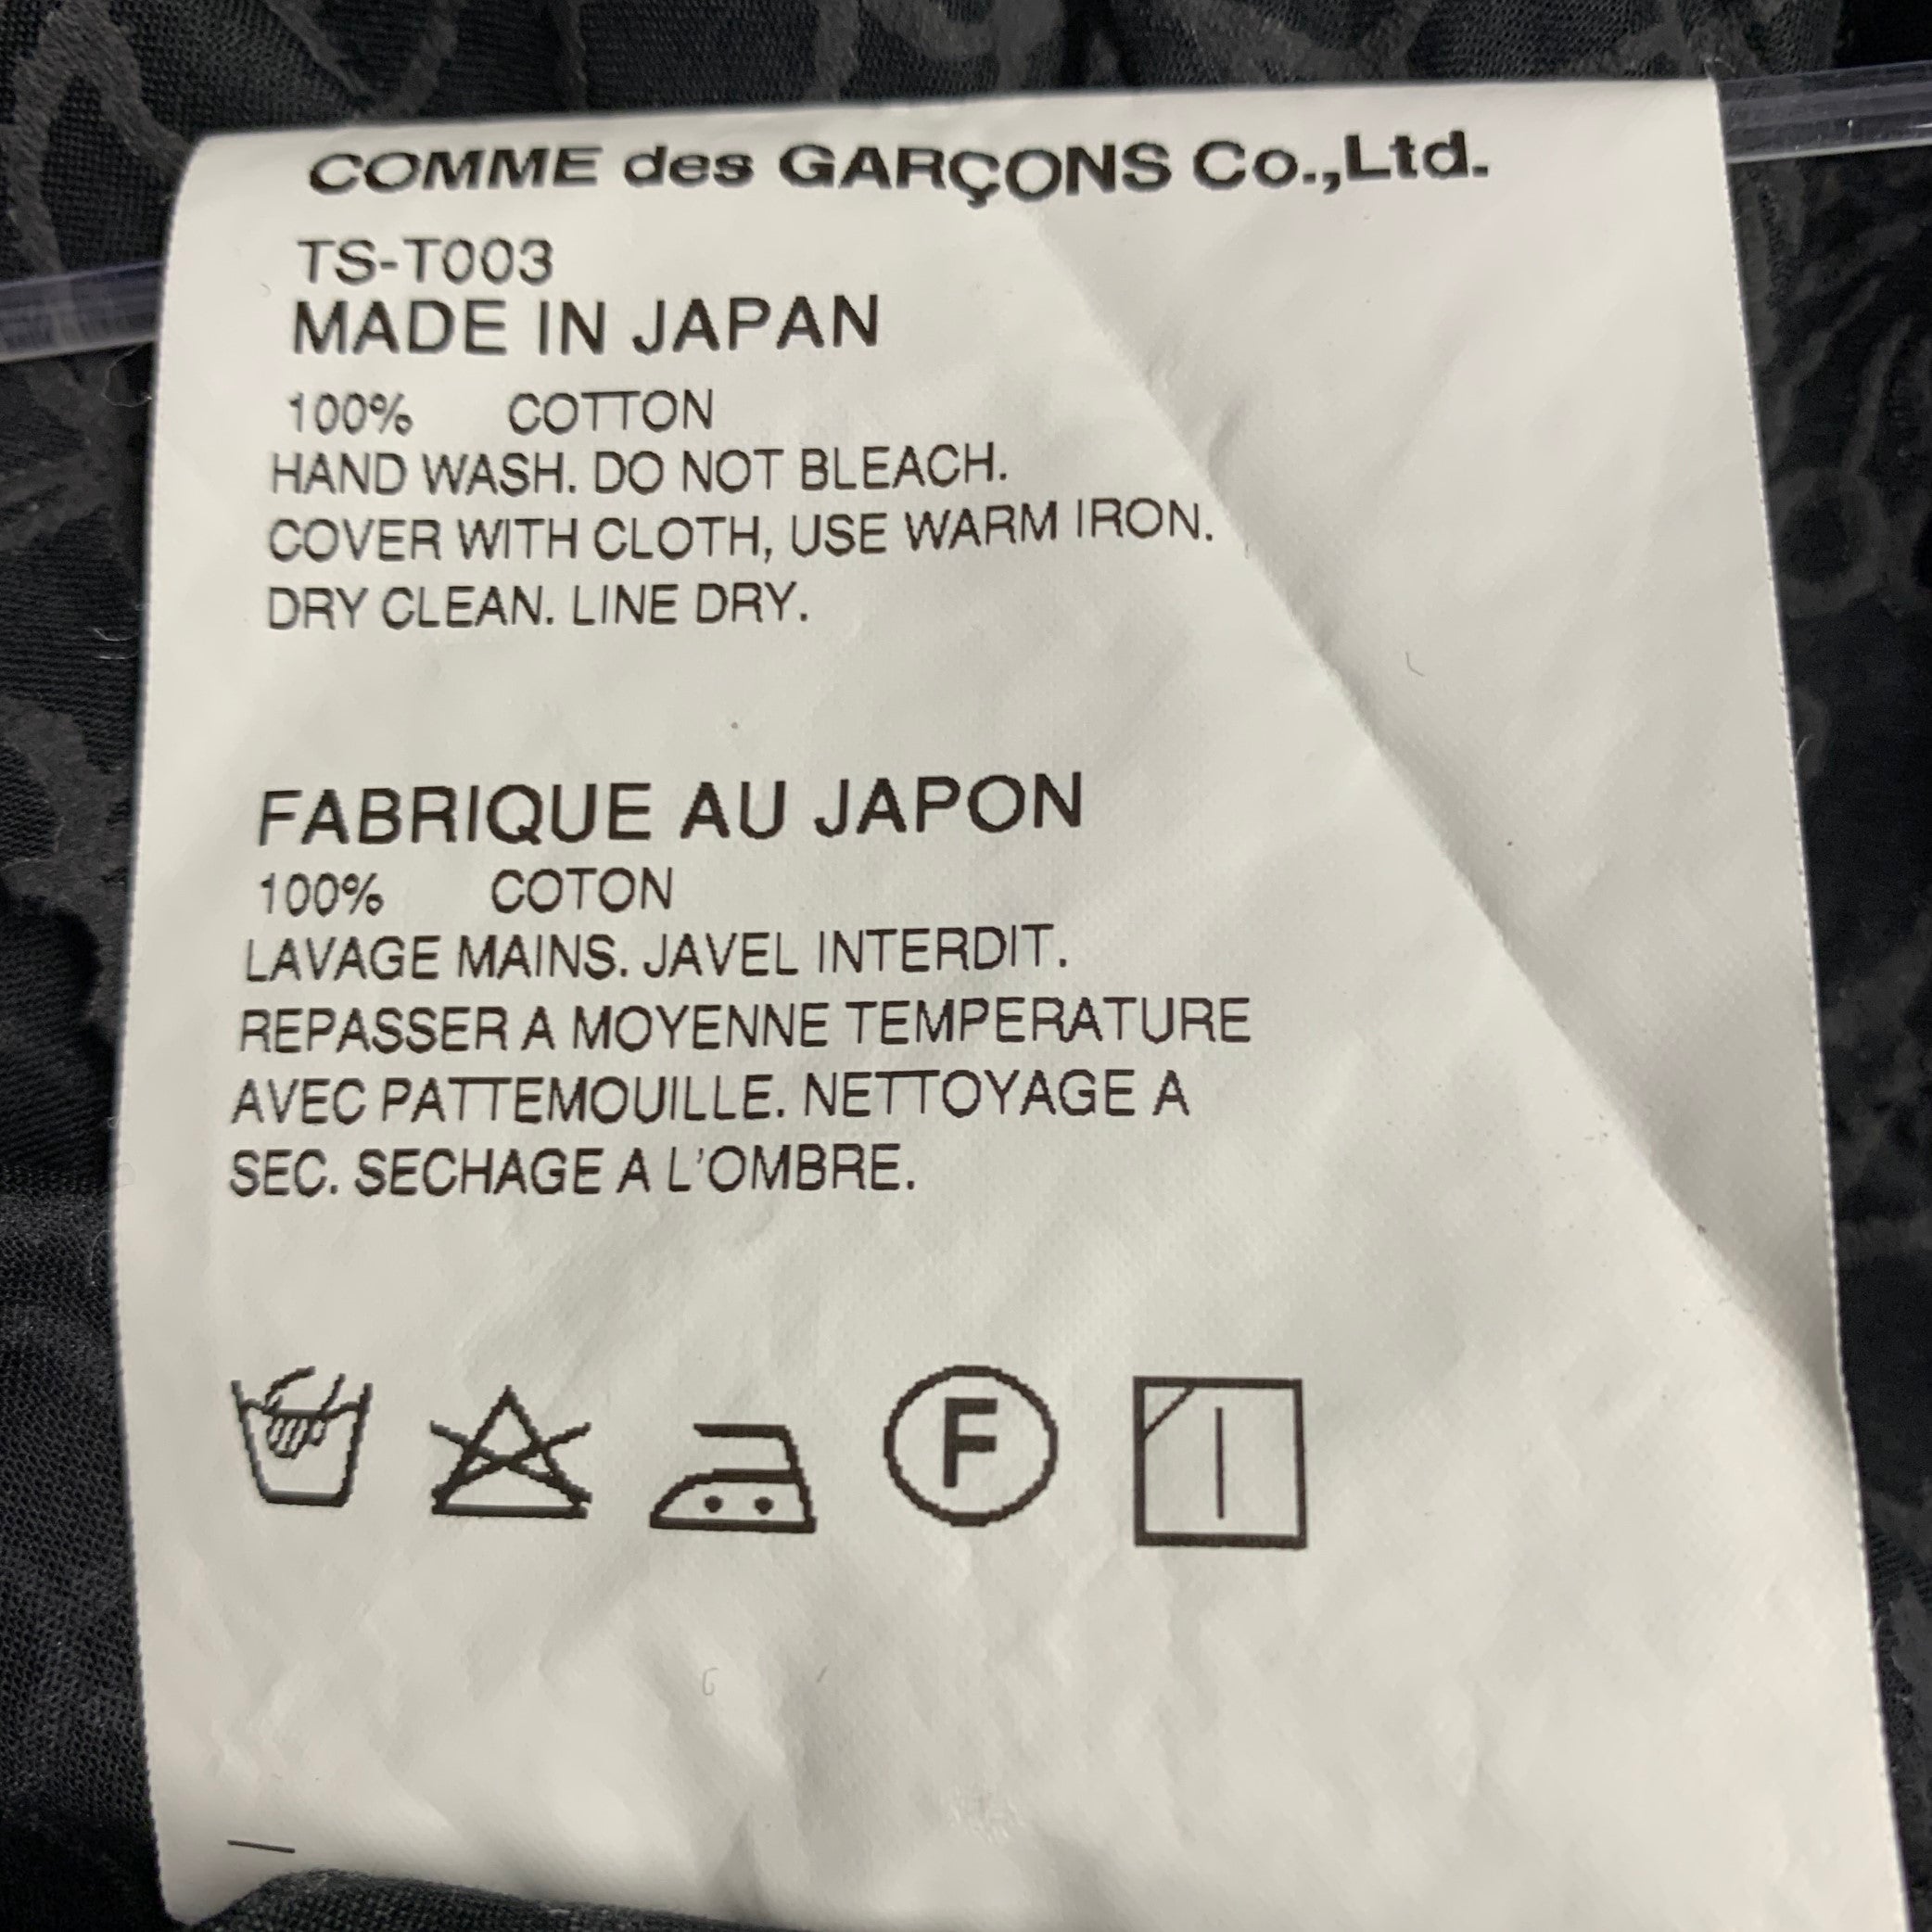 COMME des GARÇONS Co.,Ltd.
TS-T003
MADE IN JAPAN
100% COTTON
HAND WASH. DO NOT BLEACH.
COVER WITH CLOTH, USE WARM IRON.
DRY CLEAN. LINE DRY.
FABRIQUE AU JAPON
100% COTON
LAVAGE MAINS. JAVEL INTERDIT.
REPASSER A MOYENNE TEMPERATURE
AVEC PATTEMOUILLE. NETTOYAGE A
SEC. SECHAGE A L'OMBRE.
F